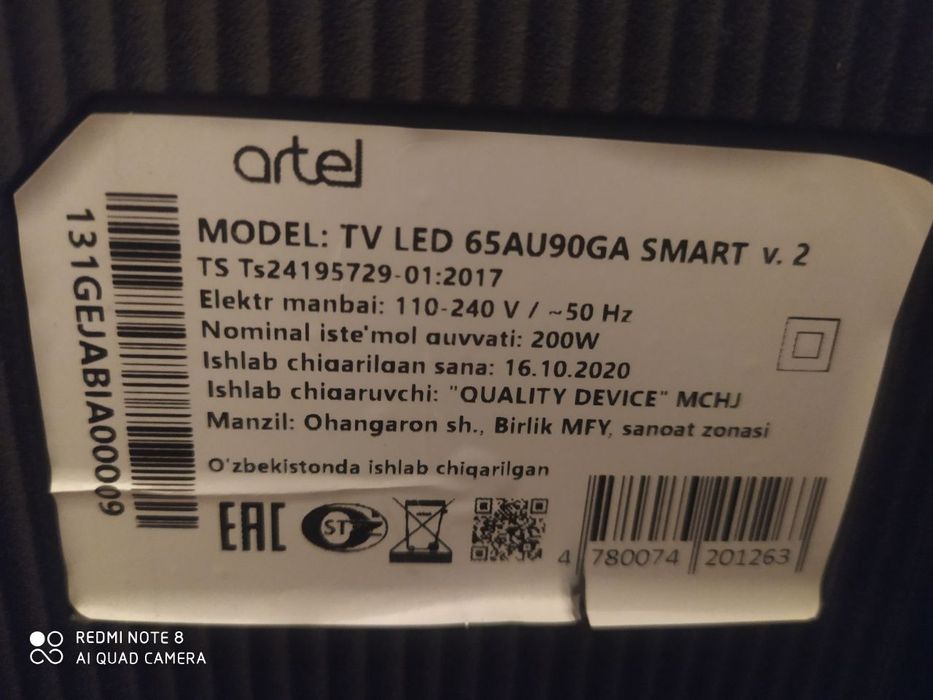 artel
MODEL: TV LED 65AU90GA SMART v. 2
TS Ts24195729-01:2017
Elektr manbai: 110-240 V / ~50 Hz
Nominal iste'mol quvvati: 200W
Ishlab chiqarilgan sana: 16.10.2020
Ishlab chiqaruvchi: "QUALITY DEVICE" MCHJ
Manzil: Ohangaron sh., Birlik MFY, sanoat zonasi
O'zbekistonda ishlab chiqarilgan
131GEJABIA00009
EAC
ST
4 780074 201263
REDMI NOTE 8
AI QUAD CAMERA